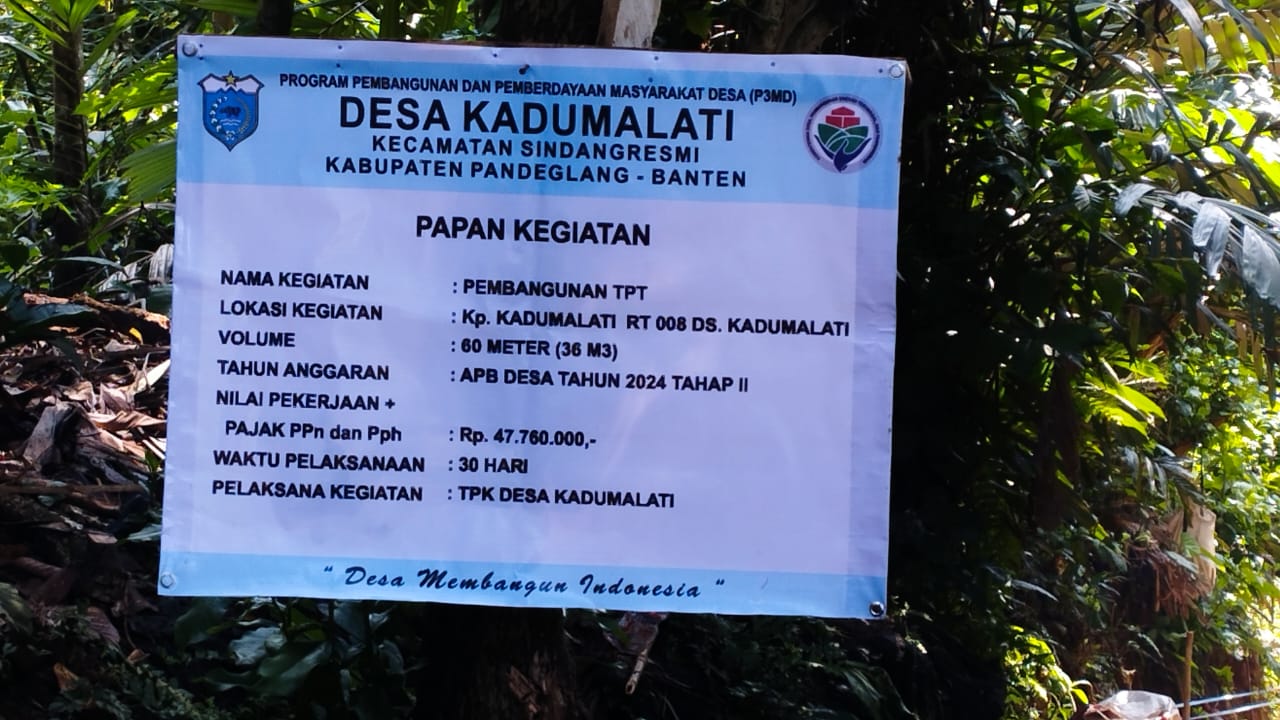 PROGRAM PEMBANGUNAN DAN PEMBERDAYAAN MASYARAKAT DESA (P3MD)
DESA KADUMALATI
KECAMATAN SINDANGRESMI
KABUPATEN PANDEGLANG - BANTEN
PAPAN KEGIATAN
NAMA KEGIATAN : PEMBANGUNAN TPT
LOKASI KEGIATAN : Kp. KADUMALATI RT 008 DS. KADUMALATI
VOLUME : 60 METER (36 M3)
TAHUN ANGGARAN : APB DESA TAHUN 2024 TAHAP II
NILAI PEKERJAAN +
PAJAK PPn dan Pph : Rp. 47.760.000,-
WAKTU PELAKSANAAN : 30 HARI
PELAKSANA KEGIATAN : TPK DESA KADUMALATI
" Desa Membangun Indonesia "